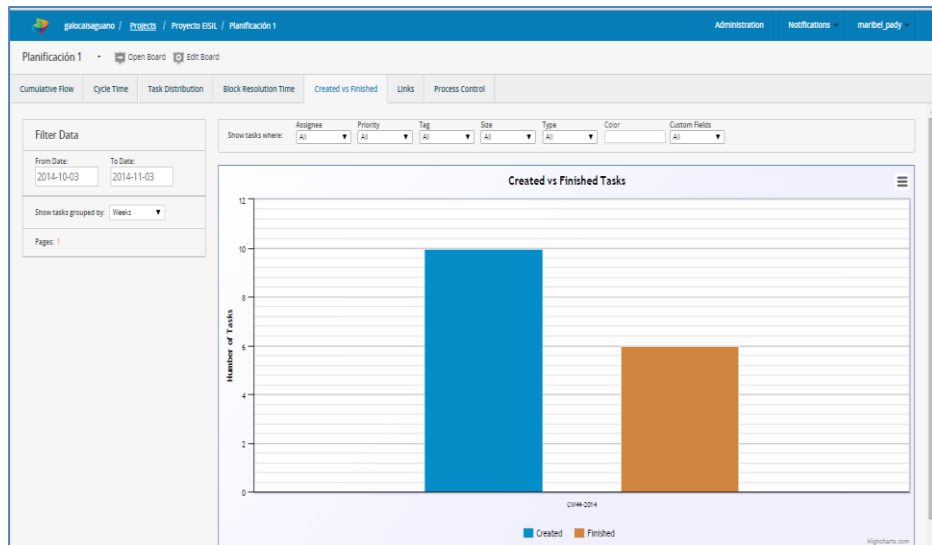 galocaisaguano / Projects / Proyecto EISIL / Planificación 1 Administration Notifications maribel_pady
Planificación 1 Open Board Edit Board
Cumulative Flow Cycle Time Task Distribution Block Resolution Time Created vs Finished Links Process Control
Filter Data
From Date: To Date:
2014-10-03 2014-11-03
Show tasks grouped by: Weeks
Pages: 1
Assignee Priority Tag Size Type Color Custom Fields
Show tasks where: All All All All All All
Created vs Finished Tasks
12
10
8
6
4
2
0
Number of Tasks
CW44-2014
Created Finished
Highcharts.com